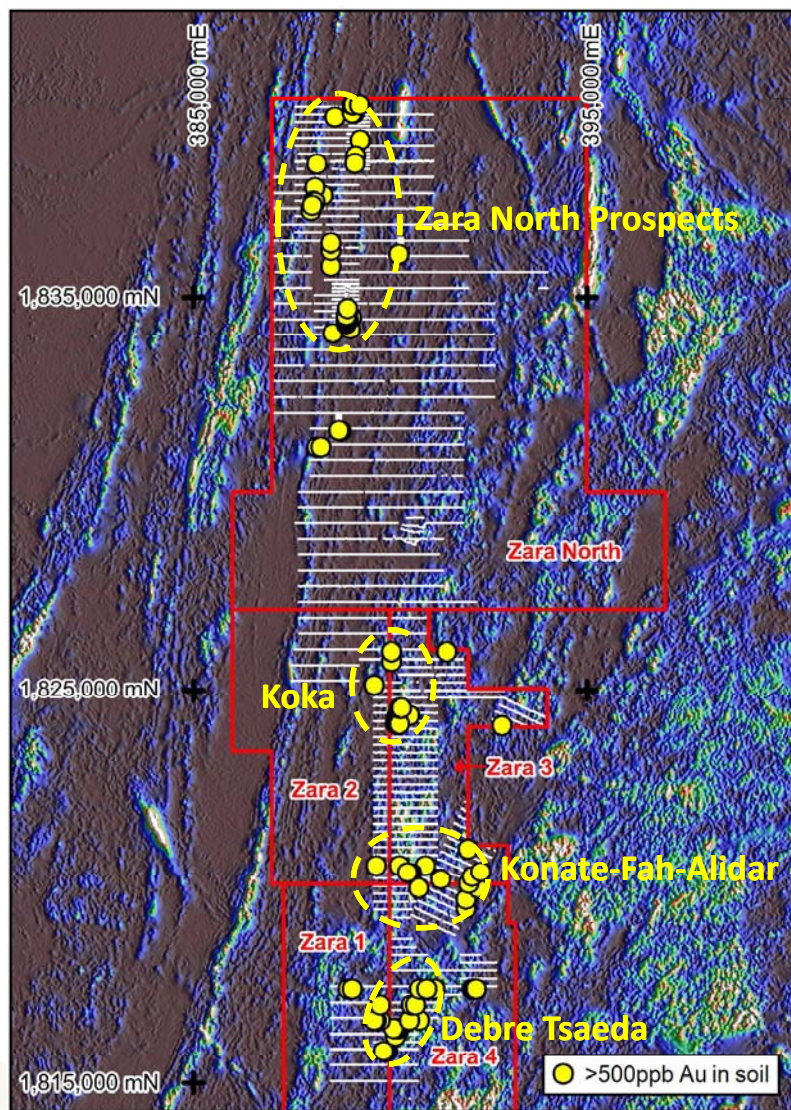 385,000 mE
395,000 mE
Zara North Prospects
1,835,000 mN
Zara North
1,825,000 mN
Koka
Zara 3
Zara 2
Konate-Fah-Alidar
Zara 1
Debre Tsaeda
Zara 4
1,815,000 mN
>500ppb Au in soil